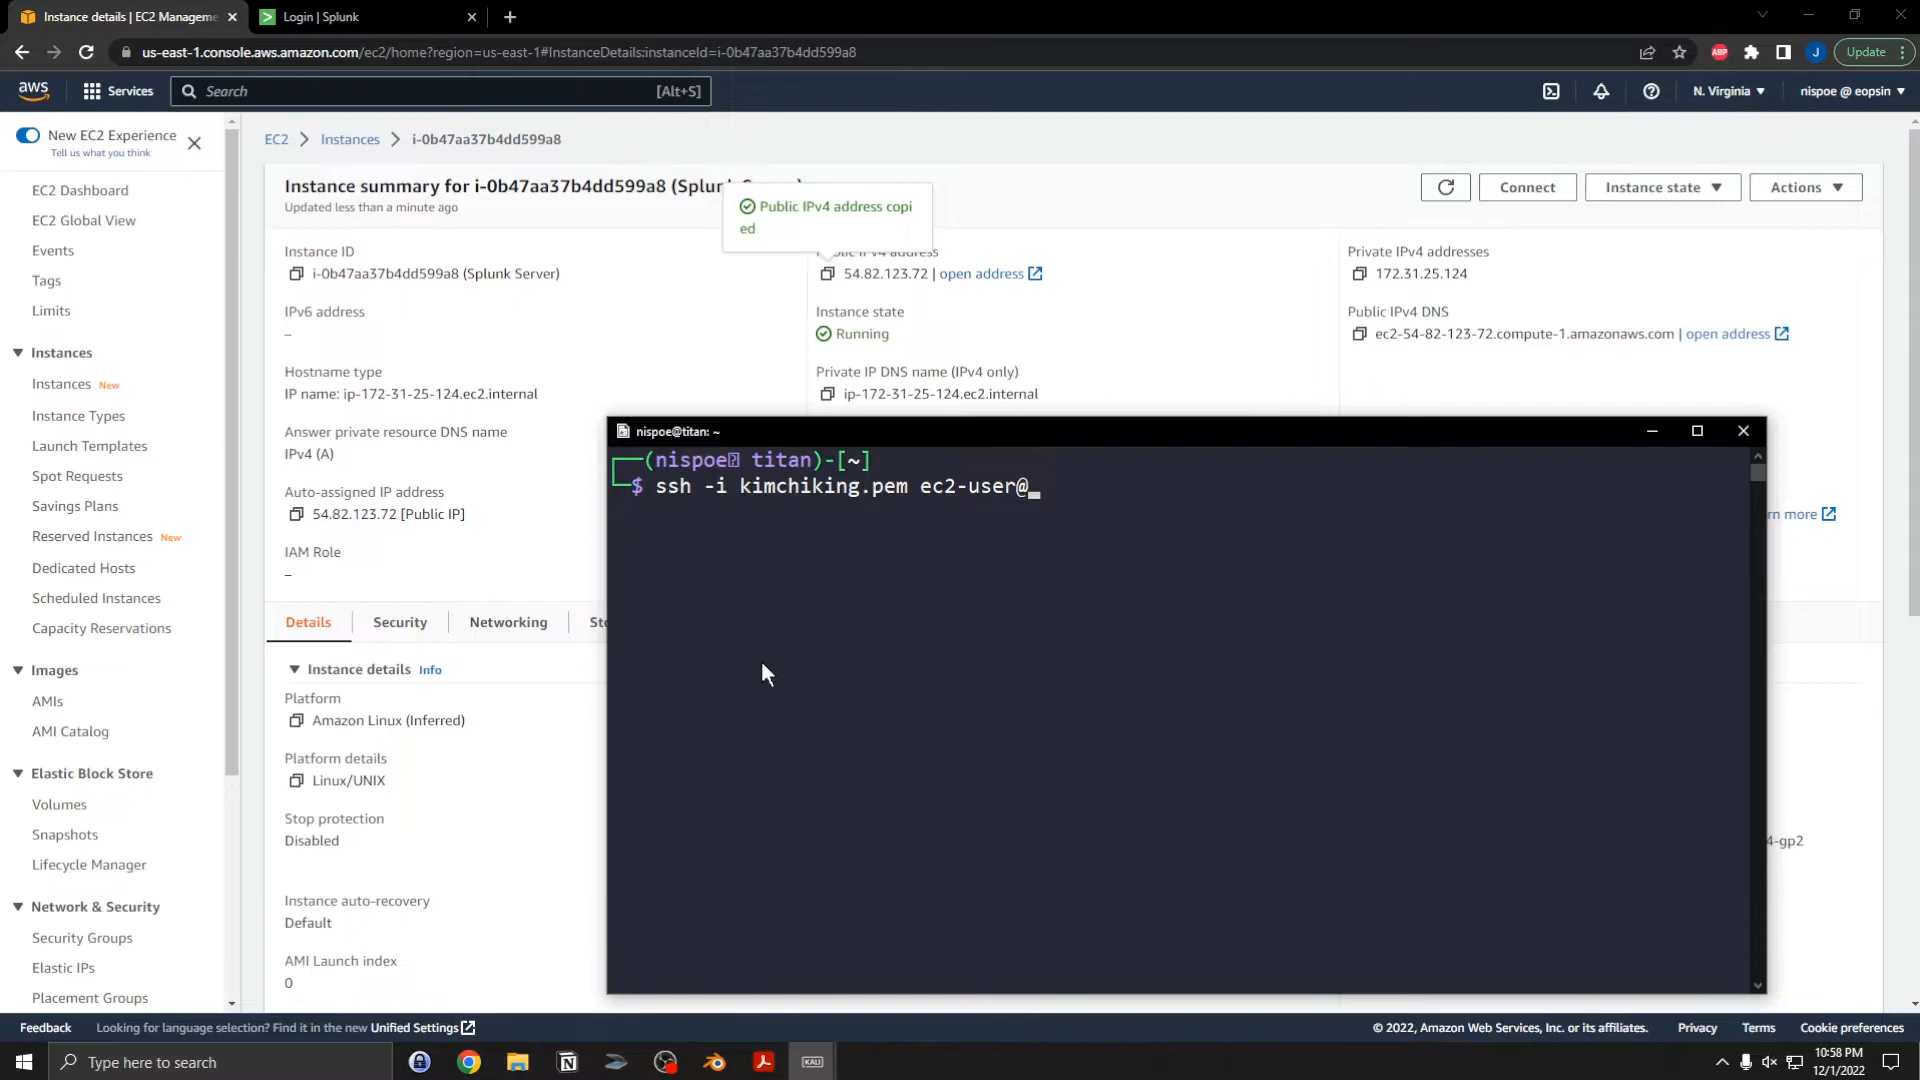 Instance details | EC2 Manageme
Login | Splunk
us-east-1.console.aws.amazon.com/ec2/home?region=us-east-1#InstanceDetails:instanceId=i-0b47aa37b4dd599a8
ABP
J
Update
aws
Services
Search
[Alt+S]
N. Virginia
nispoe @ eopsin
New EC2 Experience
Tell us what you think
EC2 Dashboard
EC2 Global View
Events
Tags
Limits
Instances
Instances New
Instance Types
Launch Templates
Spot Requests
Savings Plans
Reserved Instances New
Dedicated Hosts
Scheduled Instances
Capacity Reservations
Images
AMIs
AMI Catalog
Elastic Block Store
Volumes
Snapshots
Lifecycle Manager
Network & Security
Security Groups
Elastic IPs
Placement Groups
EC2 > Instances > i-0b47aa37b4dd599a8
Instance summary for i-0b47aa37b4dd599a8 (Splun
Updated less than a minute ago
Connect
Instance state
Actions
Public IPv4 address copi
ed
Instance ID
i-0b47aa37b4dd599a8 (Splunk Server)
address
54.82.123.72 | open address
Private IPv4 addresses
172.31.25.124
IPv6 address
–
Instance state
Running
Public IPv4 DNS
ec2-54-82-123-72.compute-1.amazonaws.com | open address
Hostname type
IP name: ip-172-31-25-124.ec2.internal
Private IP DNS name (IPv4 only)
ip-172-31-25-124.ec2.internal
Answer private resource DNS name
IPv4 (A)
Auto-assigned IP address
54.82.123.72 [Public IP]
rn more
IAM Role
–
Details
Security
Networking
Sto
Instance details Info
Platform
Amazon Linux (Inferred)
Platform details
Linux/UNIX
Stop protection
Disabled
4-gp2
Instance auto-recovery
Default
AMI Launch index
0
nispoe@titan: ~
(nispoe titan)-[~]
$ ssh -i kimchiking.pem ec2-user@_
Feedback
Looking for language selection? Find it in the new Unified Settings
© 2022, Amazon Web Services, Inc. or its affiliates.
Privacy
Terms
Cookie preferences
Type here to search
KALI
10:58 PM
12/1/2022